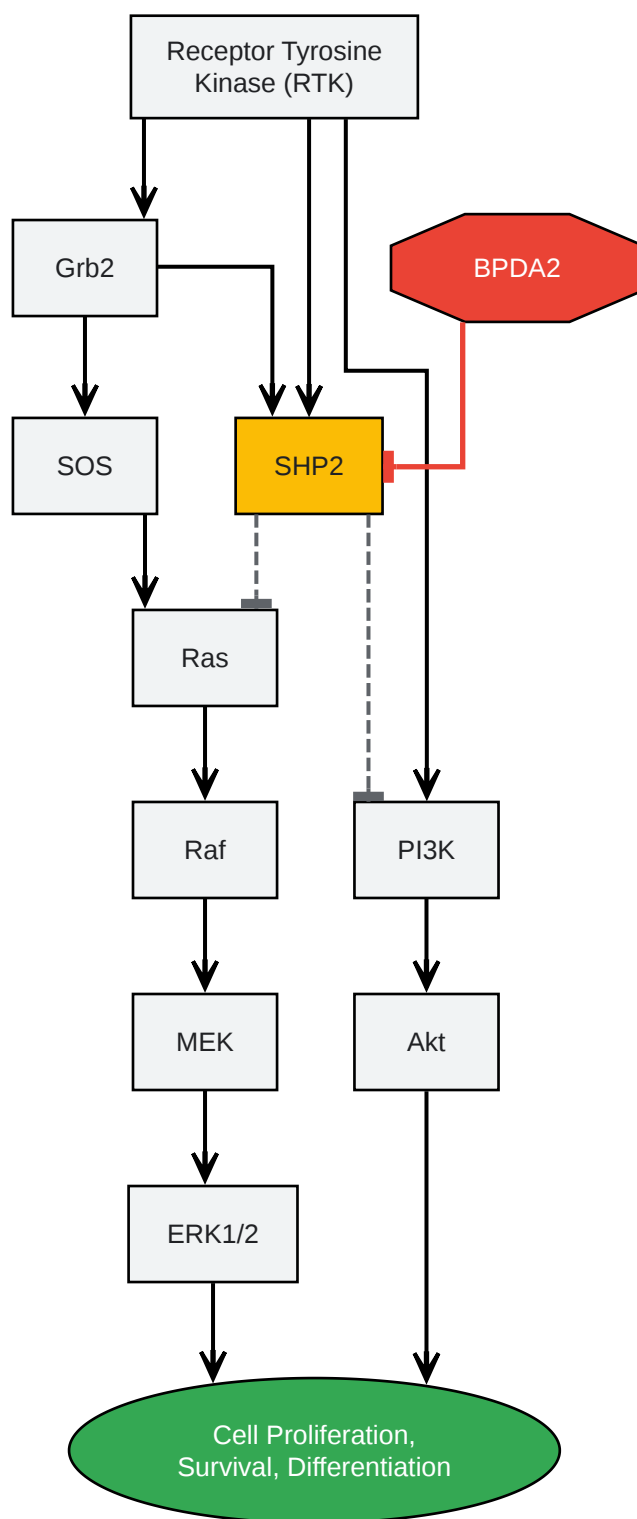 Receptor Tyrosine
Kinase (RTK)
Grb2
BPDA2
SOS
SHP2
Ras
Raf
PI3K
MEK
Akt
ERK1/2
Cell Proliferation,
Survival, Differentiation